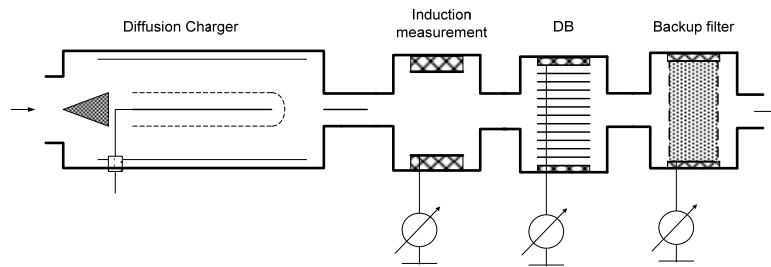 Diffusion Charger
Induction
measurement
DB
Backup filter